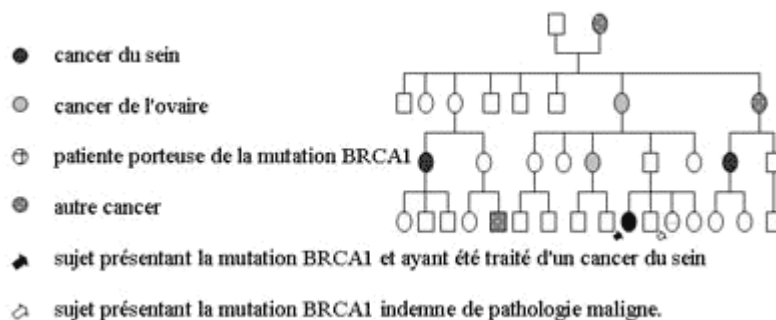 cancer du sein
cancer de l'ovaire
patiente porteuse de la mutation BRCA1
autre cancer
sujet présentant la mutation BRCA1 et ayant été traité d'un cancer du sein
sujet présentant la mutation BRCA1 indemne de pathologie maligne.